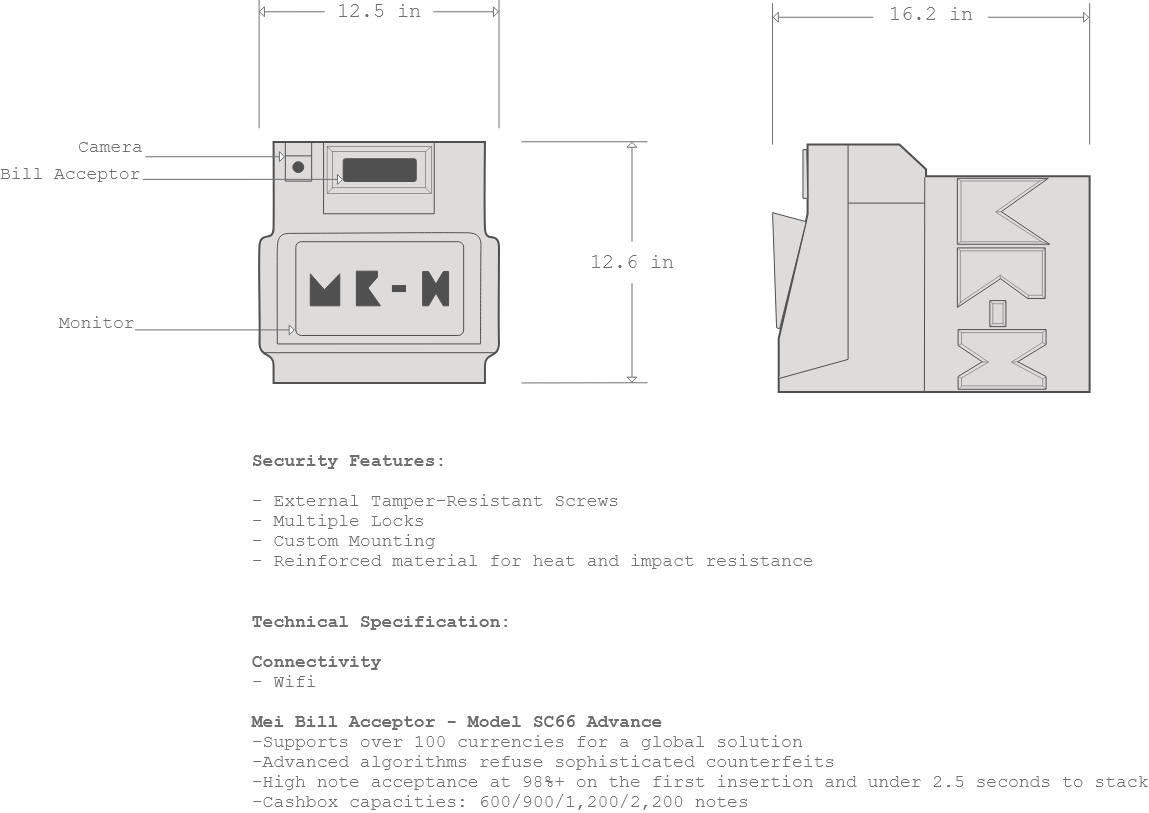 12.5 in
16.2 in
Camera
Bill Acceptor
12.6 in
Monitor
Security Features:
- External Tamper-Resistant Screws
- Multiple Locks
- Custom Mounting
- Reinforced material for heat and impact resistance
Technical Specification:
Connectivity
- Wifi
Mei Bill Acceptor - Model SC66 Advance
-Supports over 100 currencies for a global solution
-Advanced algorithms refuse sophisticated counterfeits
-High note acceptance at 98%+ on the first insertion and under 2.5 seconds to stack
-Cashbox capacities: 600/900/1,200/2,200 notes